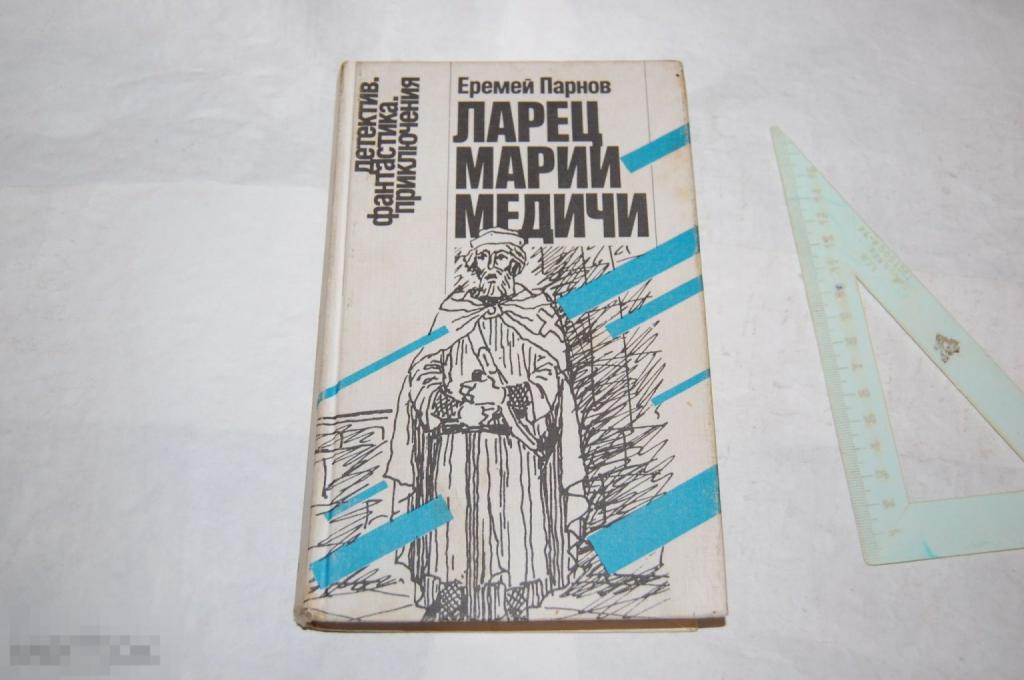 детектив.
фантастика.
приключения
Еремей Парнов
ЛАРЕЦ
МАРИИ
МЕДИЧИ